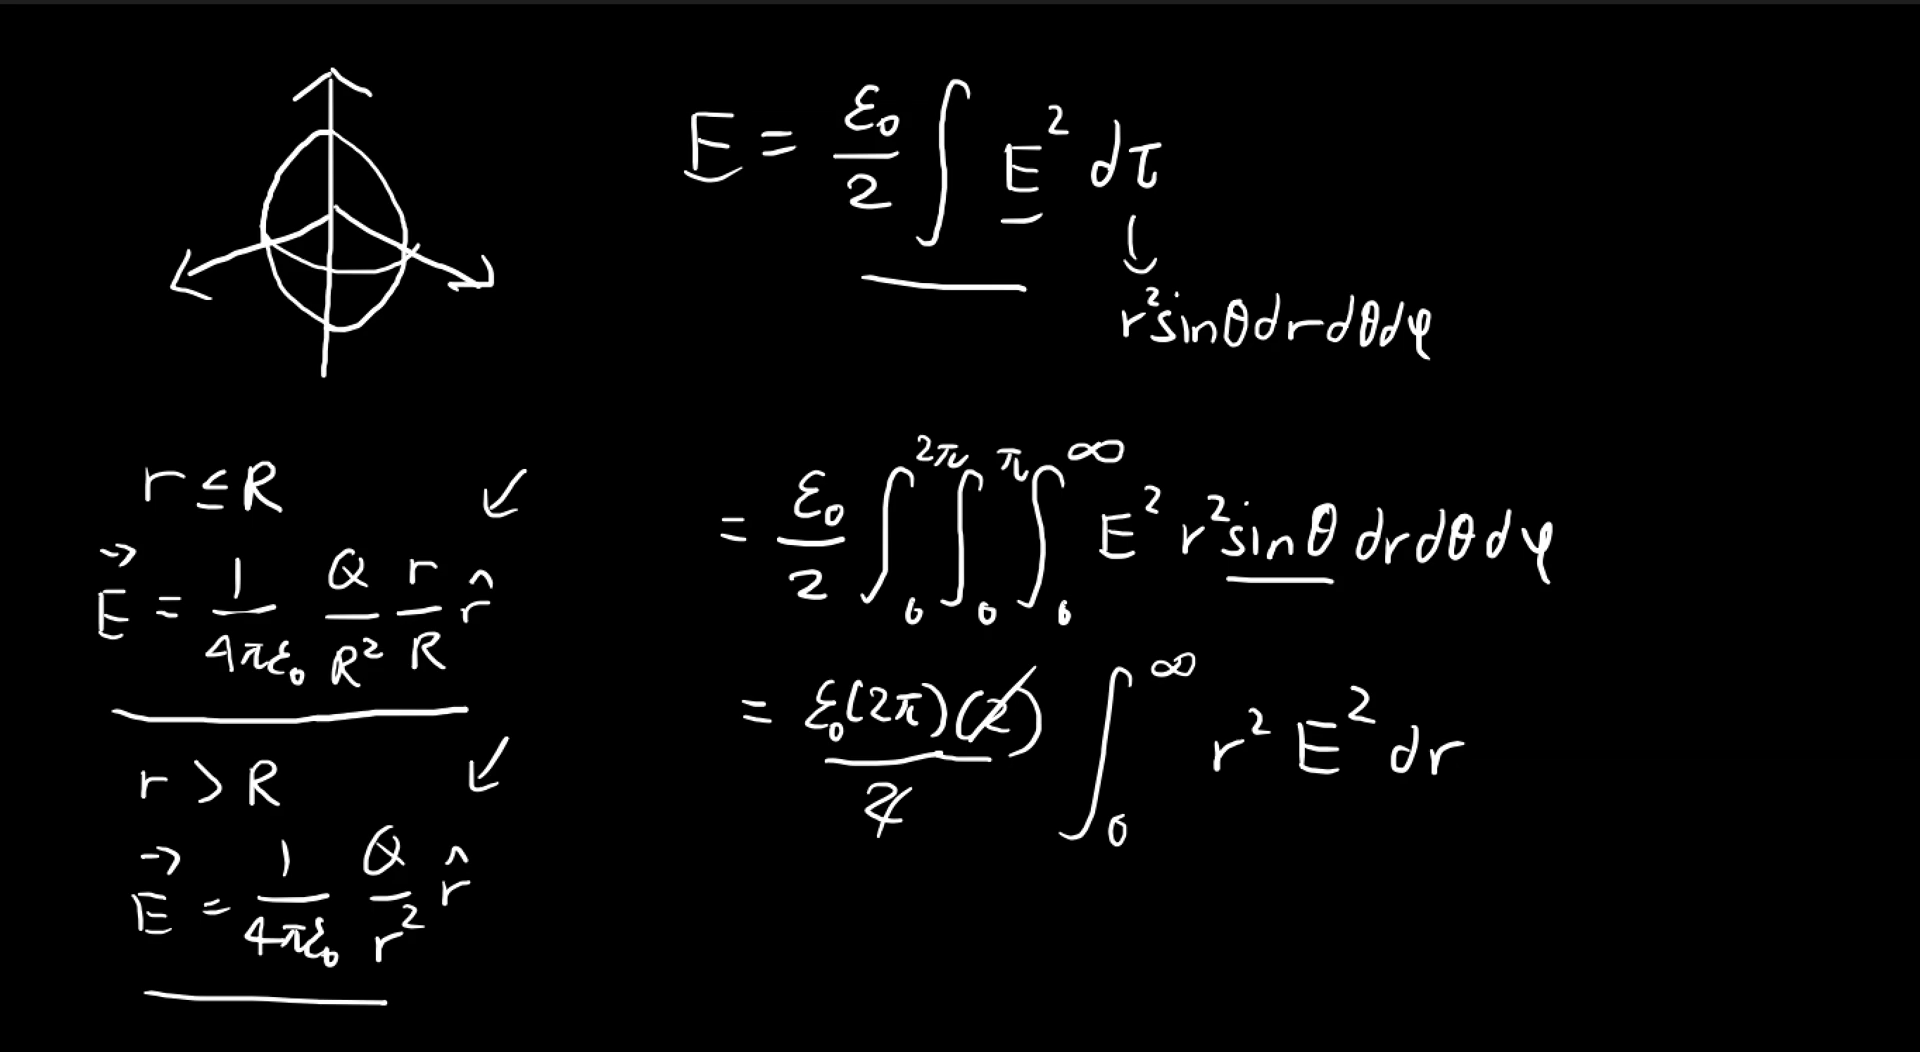 E = ε₀/2 ∫ E² dτ
r² sinθ dr dθ dφ
r ≤ R
E⃗ = 1/4πε₀ Q/R² r/R r̂
r > R
E⃗ = 1/4πε₀ Q/r² r̂
= ε₀/2 ∫₀^2π ∫₀^π ∫₀^∞ E² r² sinθ dr dθ dφ
= ε₀(2π)(2)/2 ∫₀^∞ r² E² dr